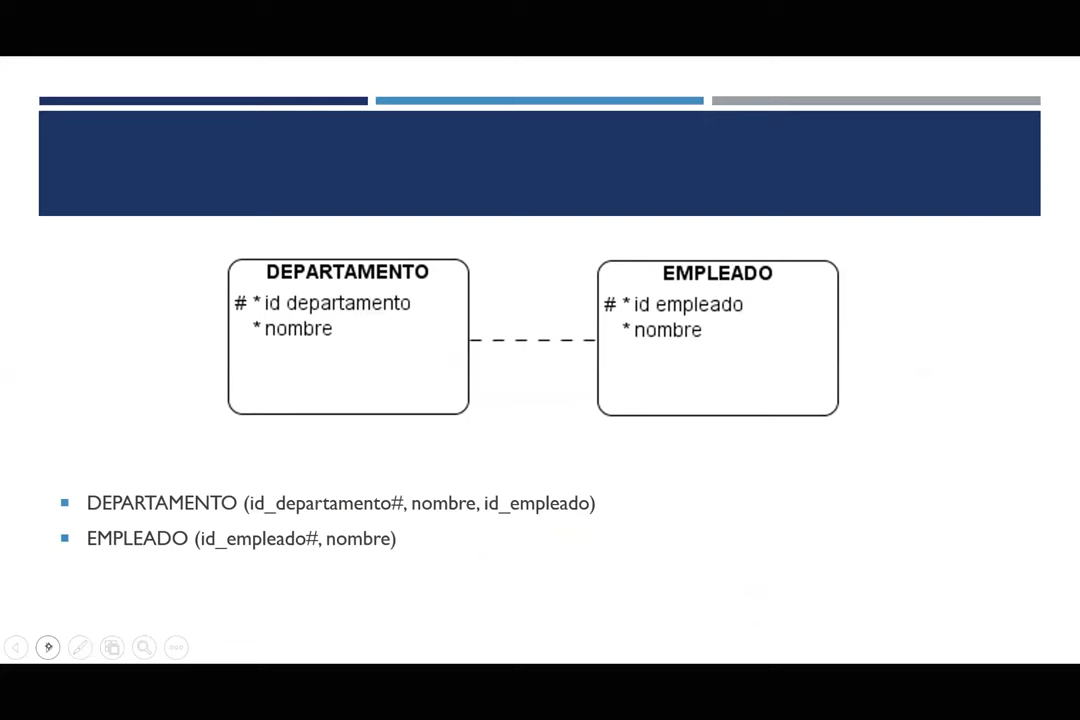 DEPARTAMENTO
# * id departamento
* nombre
EMPLEADO
# * id empleado
* nombre
DEPARTAMENTO (id_departamento#, nombre, id_empleado)
EMPLEADO (id_empleado#, nombre)